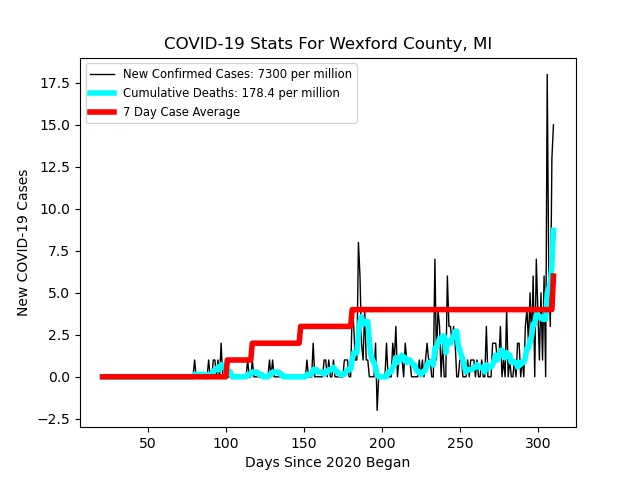 COVID-19 Stats For Wexford County, MI
New Confirmed Cases: 7300 per million
Cumulative Deaths: 178.4 per million
7 Day Case Average
New COVID-19 Cases
17.5
15.0
12.5
10.0
7.5
5.0
2.5
0.0
−2.5
50 100 150 200 250 300
Days Since 2020 Began